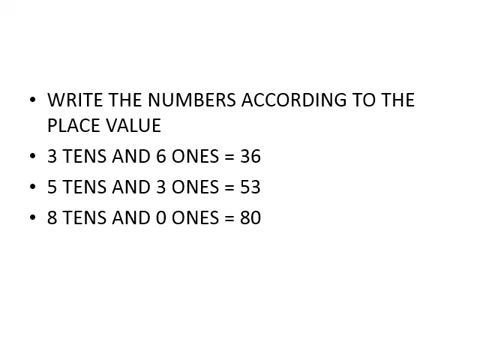 • WRITE THE NUMBERS ACCORDING TO THE
PLACE VALUE
• 3 TENS AND 6 ONES = 36
• 5 TENS AND 3 ONES = 53
• 8 TENS AND 0 ONES = 80